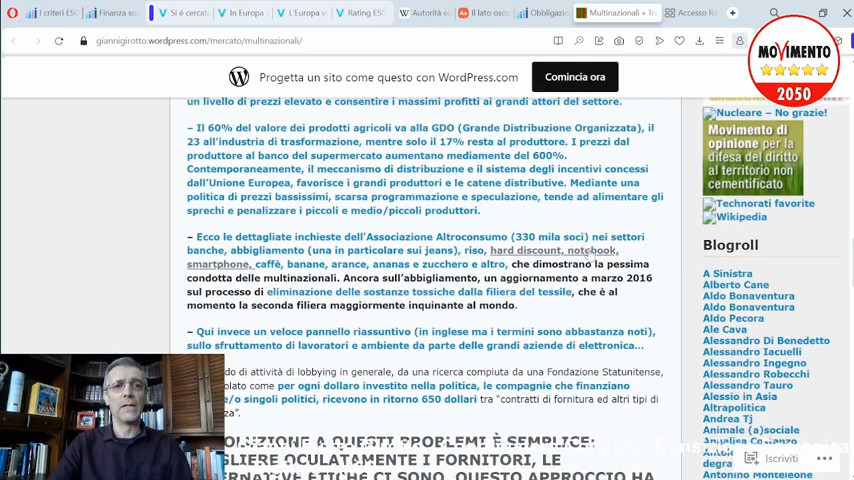 I criteri ESG
Finanza so
Si è cercato
In Europa
L'Europa v
Rating ESG
Autorità e
Il lato oscu
Obbligazio
Multinazionali « Tra
Accesso Ra
giannigirotto.wordpress.com/mercato/multinazionali/
MOVIMENTO
2050
Progetta un sito come questo con WordPress.com
Comincia ora
un livello di prezzi elevato e consentire i massimi profitti ai grandi attori del settore.
– Il 60% del valore dei prodotti agricoli va alla GDO (Grande Distribuzione Organizzata), il
23 all'industria di trasformazione, mentre solo il 17% resta al produttore. I prezzi dal
produttore al banco del supermercato aumentano mediamente del 600%.
Contemporaneamente, il meccanismo di distribuzione e il sistema degli incentivi concessi
dall'Unione Europea, favorisce i grandi produttori e le catene distributive. Mediante una
politica di prezzi bassissimi, scarsa programmazione e speculazione, tende ad alimentare gli
sprechi e penalizzare i piccoli e medio/piccoli produttori.
– Ecco le dettagliate inchieste dell'Associazione Altroconsumo (330 mila soci) nei settori
banche, abbigliamento (una in particolare sui jeans), riso, hard discount, notebook,
smartphone, caffè, banane, arance, ananas e zucchero e altro, che dimostrano la pessima
condotta delle multinazionali. Ancora sull'abbigliamento, un aggiornamento a marzo 2016
sul processo di eliminazione delle sostanze tossiche dalla filiera del tessile, che è al
momento la seconda filiera maggiormente inquinante al mondo.
– Qui invece un veloce pannello riassuntivo (in inglese ma i termini sono abbastanza noti),
sullo sfruttamento di lavoratori e ambiente da parte delle grandi aziende di elettronica...
do di attività di lobbying in generale, da una ricerca compiuta da una Fondazione Statunitense,
olato come per ogni dollaro investito nella politica, le compagnie che finanziano
e/o singoli politici, ricevono in ritorno 650 dollari tra "contratti di fornitura ed altri tipi di
za".
OLUZIONE A QUESTI PROBLEMI È SEMPLICE:
GLIERE OCULATAMENTE I FORNITORI, LE
ERNATIVE ETICHE CI SONO, QUESTO APPROCCIO HA
Nucleare – No grazie!
Movimento di
opinione per la
difesa del diritto
al territorio non
cementificato
Technorati favorite
Wikipedia
Blogroll
A Sinistra
Alberto Cane
Aldo Bonaventura
Aldo Bonaventura
Aldo Pecora
Ale Cava
Alessandro Di Benedetto
Alessandro Iacuelli
Alessandro Ingegno
Alessandro Robecchi
Alessandro Tauro
Alessio in Asia
Altrapolitica
Andrea Tj
Anima(a)sociale
Annalisa Coranzo
degra
Antonino Monteleone
Iscriviti